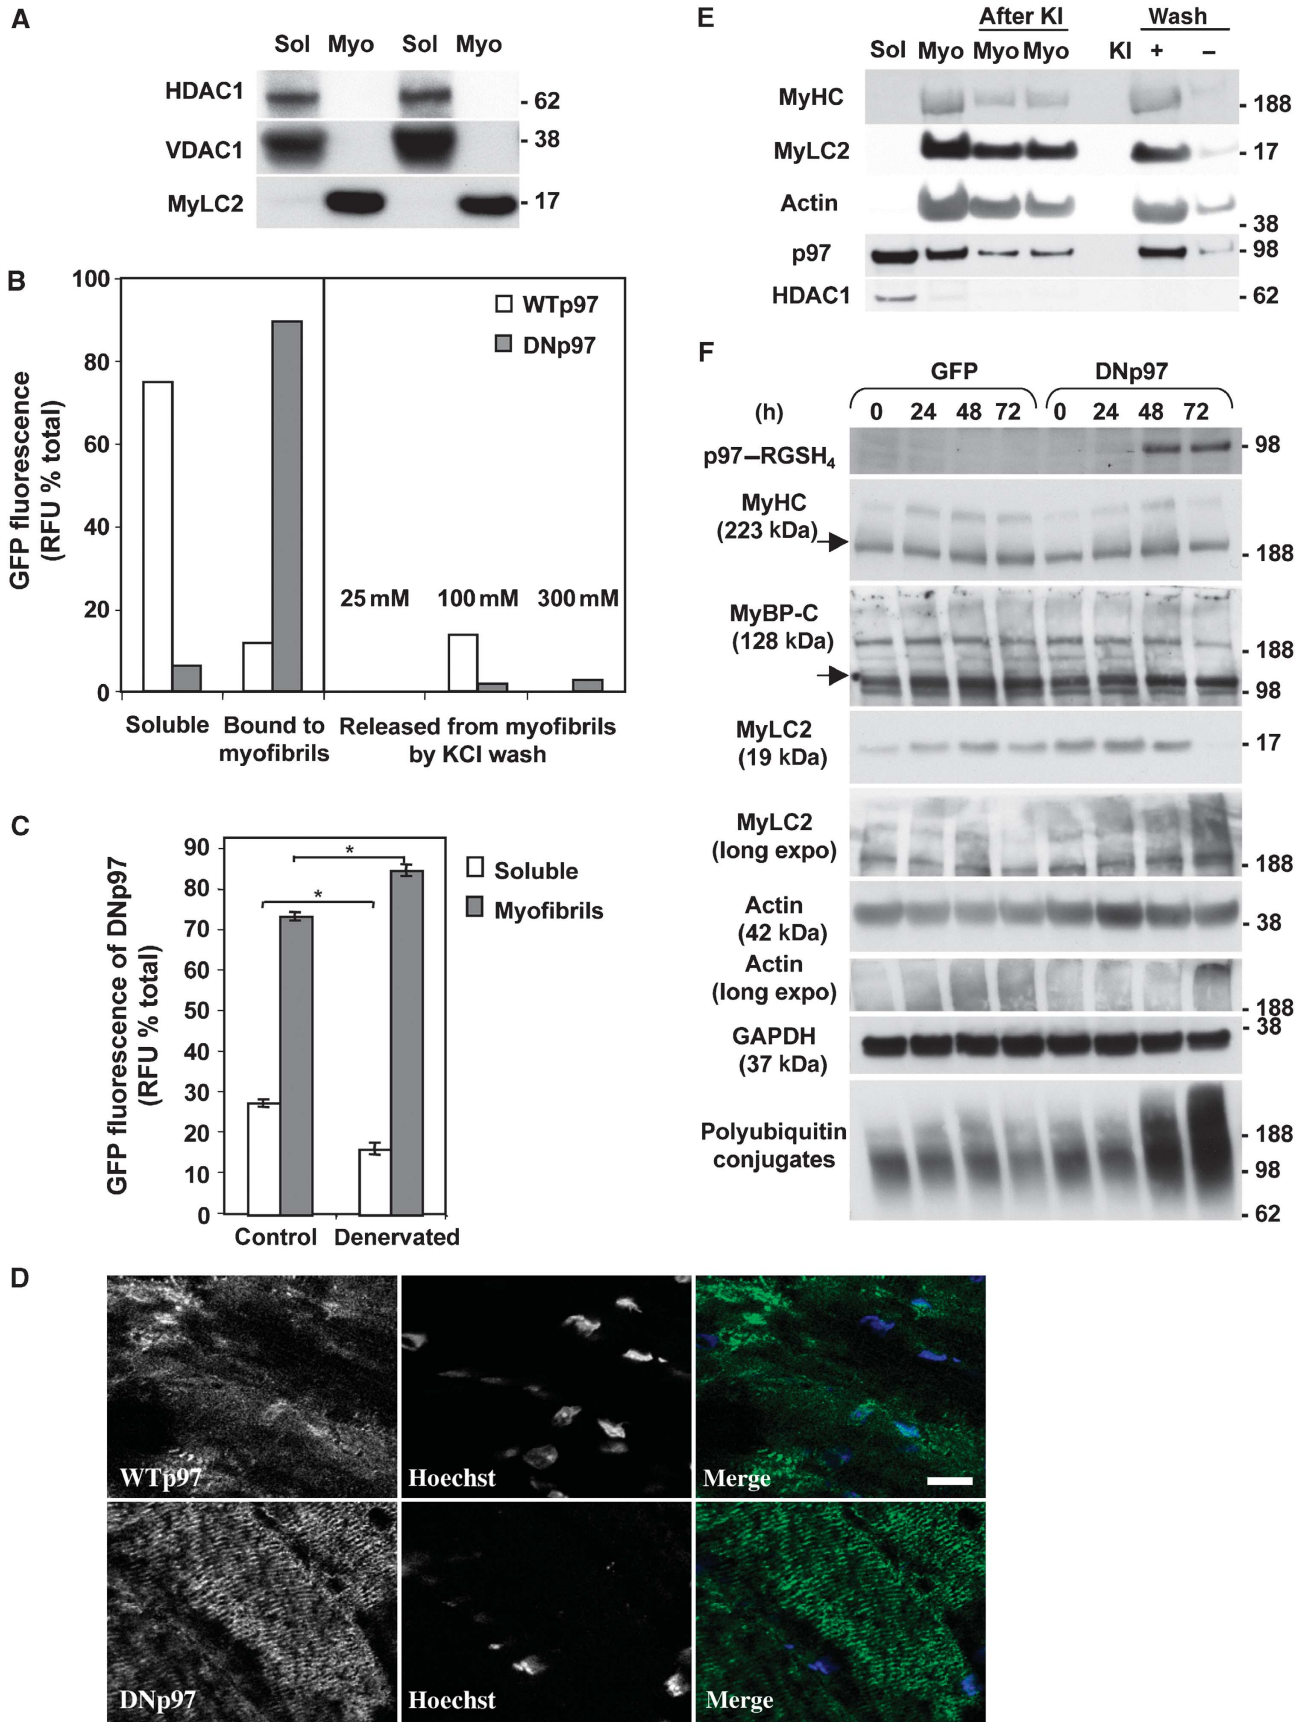 A
Sol Myo Sol Myo
HDAC1
- 62
VDAC1
- 38
MyLC2
- 17
B
GFP fluorescence
(RFU % total)
100
80
60
40
20
0
WTp97
DNp97
25 mM 100 mM 300 mM
Soluble
Bound to
myofibrils
Released from myofibrils
by KCl wash
C
GFP fluorescence of DNp97
(RFU % total)
90
80
70
60
50
40
30
20
10
0
*
*
Soluble
Myofibrils
Control Denervated
D
WTp97
Hoechst
Merge
DNp97
Hoechst
Merge
E
After KI
Wash
Sol Myo Myo Myo KI + –
MyHC
- 188
MyLC2
- 17
Actin
- 38
p97
- 98
HDAC1
- 62
F
GFP DNp97
(h) 0 24 48 72 0 24 48 72
p97–RGSH4
- 98
MyHC
(223 kDa)
- 188
MyBP-C
(128 kDa)
- 188
- 98
MyLC2
(19 kDa)
- 17
MyLC2
(long expo)
- 188
Actin
(42 kDa)
- 38
Actin
(long expo)
- 188
GAPDH
(37 kDa)
- 38
Polyubiquitin
conjugates
- 188
- 98
- 62